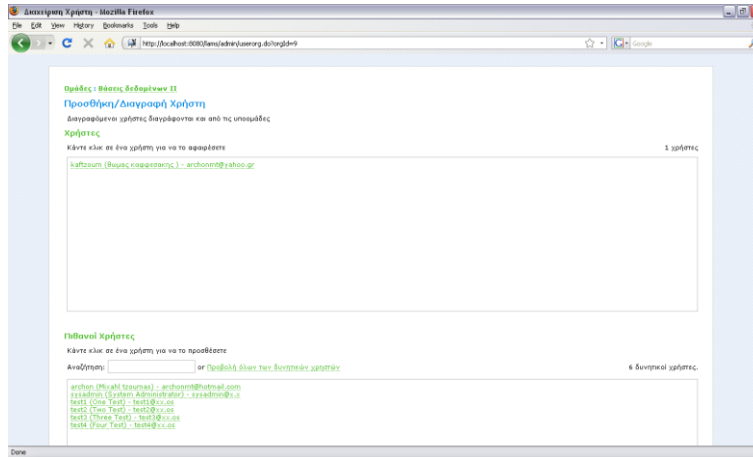 Διαχείριση Χρήστη - Mozilla Firefox
File Edit View History Bookmarks Tools Help
http://localhost:8080/lams/admin/userorg.do?orgId=9
Google
Ομάδες : Βάσεις δεδομένων ΙΙ
Προσθήκη/Διαγραφή Χρήστη
Διαγραφόμενοι χρήστες διαγράφονται και από τις υποομάδες
Χρήστες
Κάντε κλικ σε ένα χρήστη για να το αφαιρέσετε 1 χρήστες
kaftzoum (θωμας καφφεσακης ) - archonmt@yahoo.gr
Πιθανοί Χρήστες
Κάντε κλικ σε ένα χρήστη για να το προσθέσετε
Αναζήτηση: or Προβολή όλων των δυνητικών χρηστών 6 δυνητικοί χρήστες.
archon (Mixahl tzoumas) - archonmt@hotmail.com
sysadmin (System Administrator) - sysadmin@x.x
test1 (One Test) - test1@xx.os
test2 (Two Test) - test2@xx.os
test3 (Three Test) - test3@xx.os
test4 (Four Test) - test4@xx.os
Done